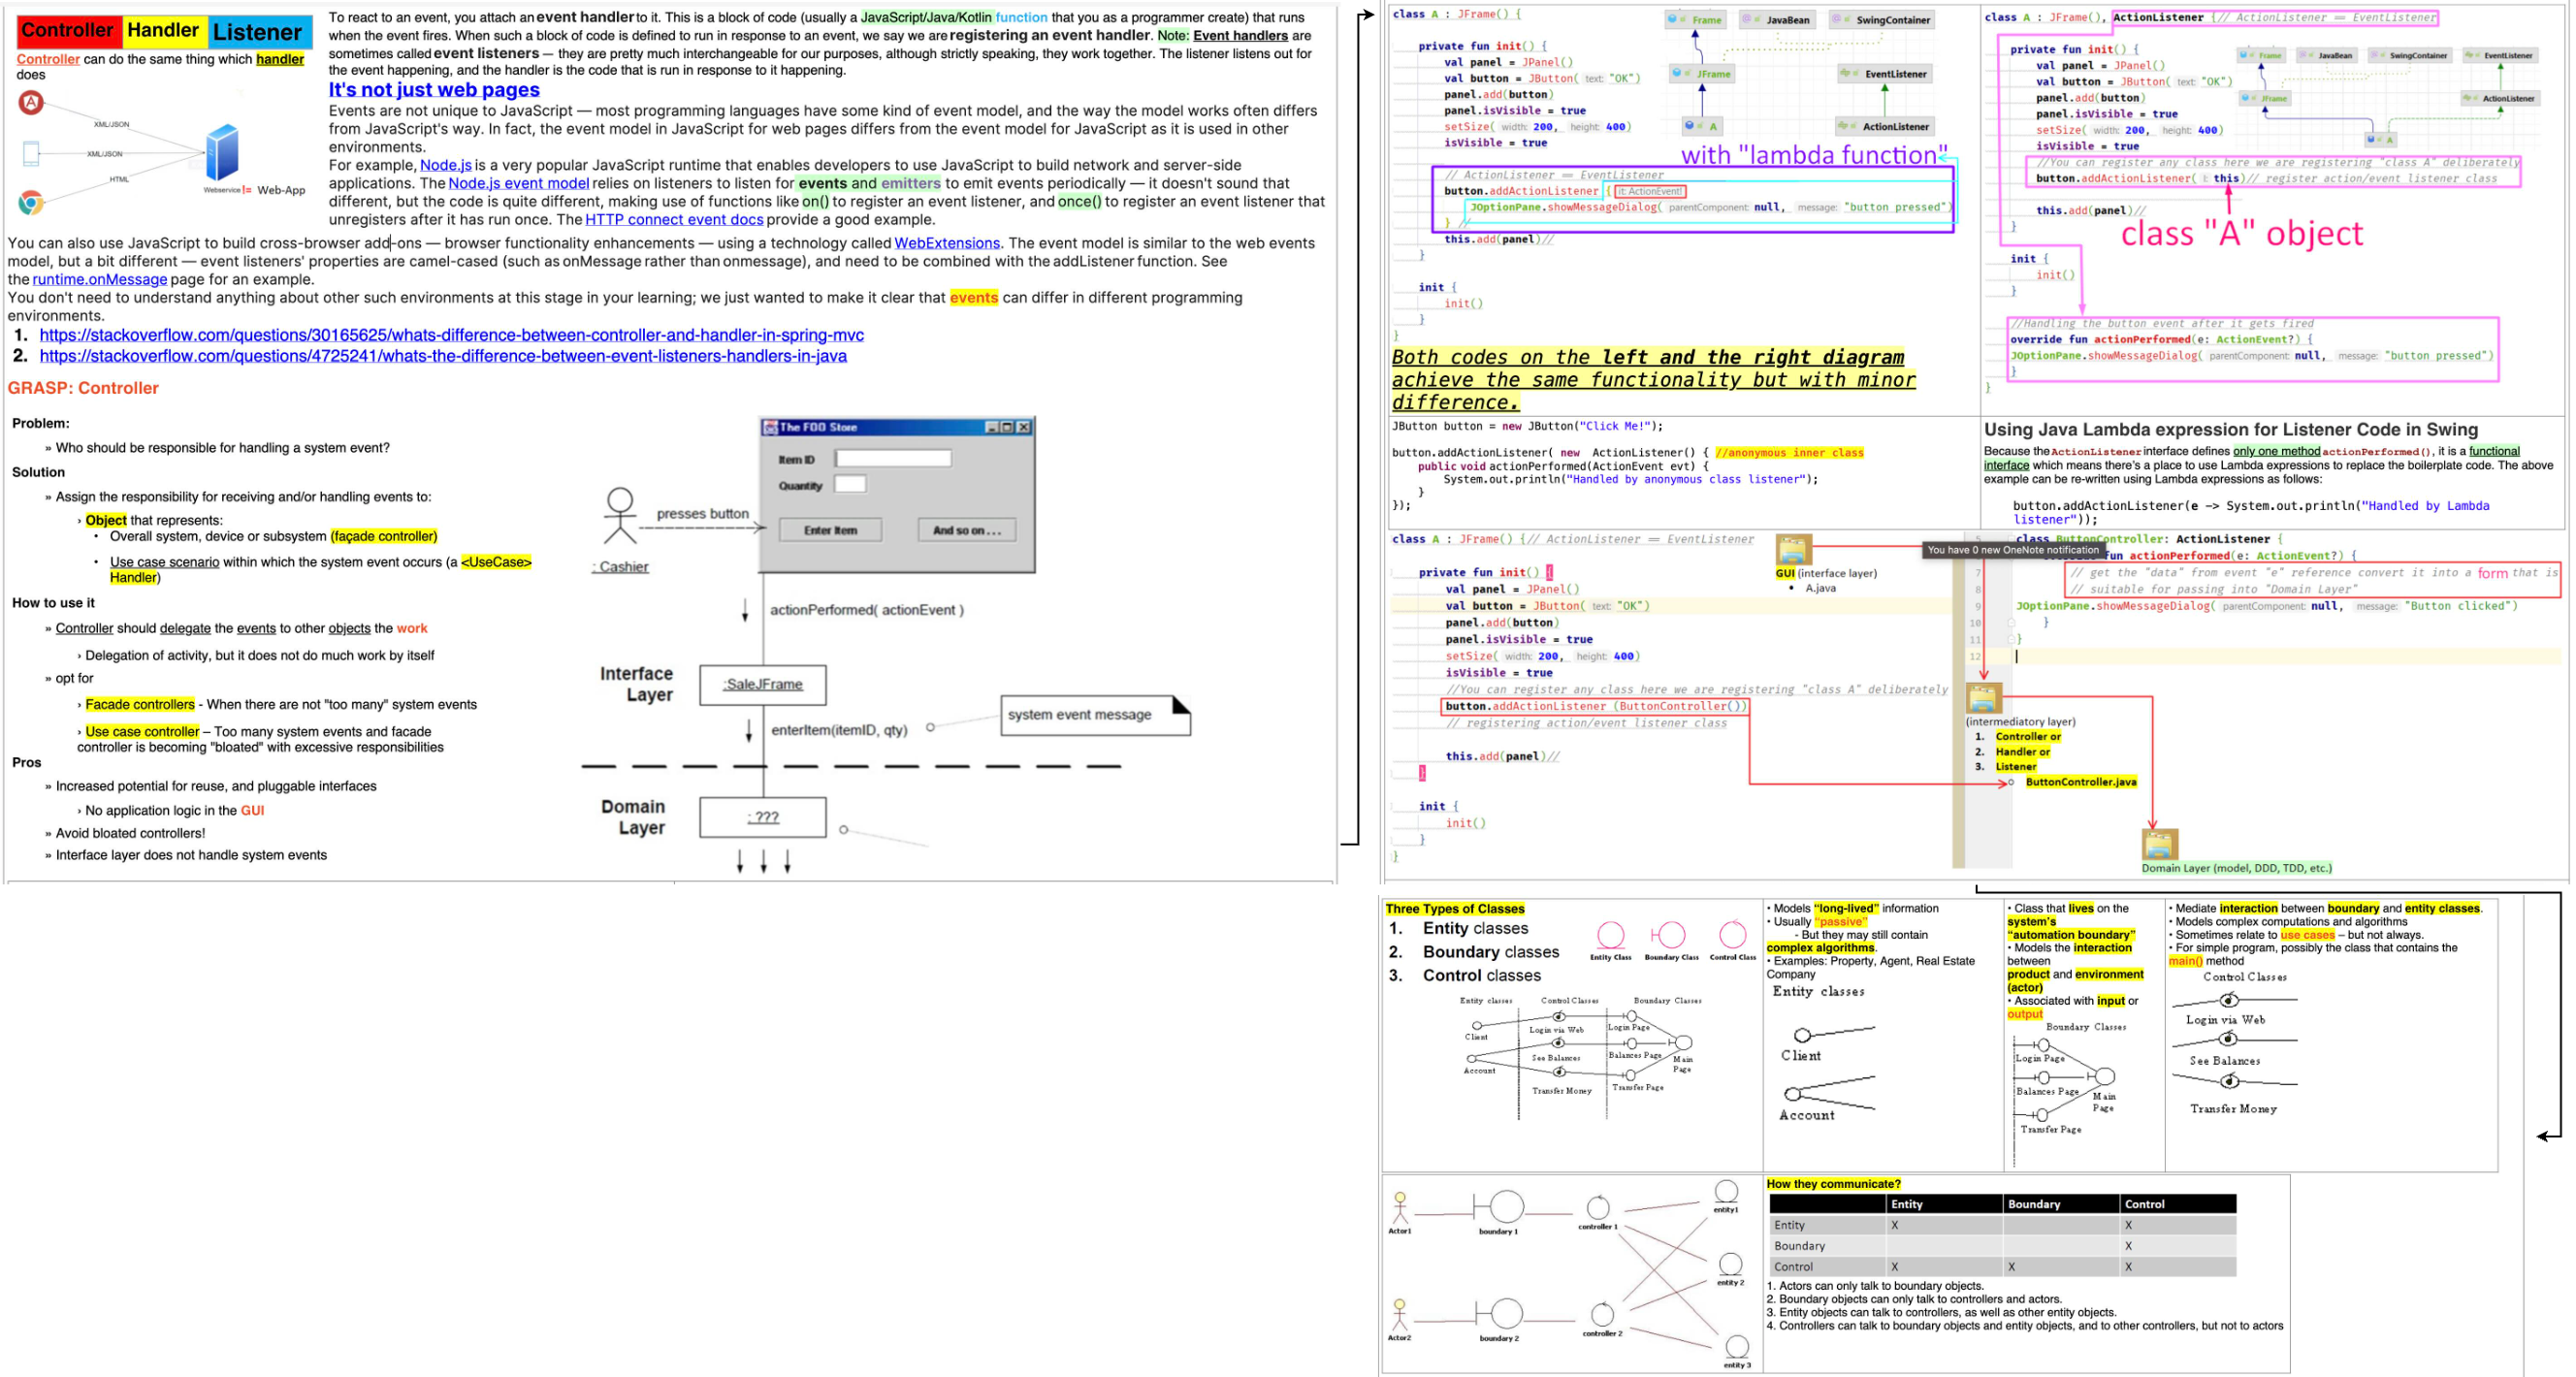 Controller Handler Listener
Controller can do the same thing which handler
does
XML/JSON
XML/JSON
HTML
Webservice != Web-App
To react to an event, you attach an event handler to it. This is a block of code (usually a JavaScript/Java/Kotlin function that you as a programmer create) that runs
when the event fires. When such a block of code is defined to run in response to an event, we say we are registering an event handler. Note: Event handlers are
sometimes called event listeners — they are pretty much interchangeable for our purposes, although strictly speaking, they work together. The listener listens out for
the event happening, and the handler is the code that is run in response to it happening.
It's not just web pages
Events are not unique to JavaScript — most programming languages have some kind of event model, and the way the model works often differs
from JavaScript's way. In fact, the event model in JavaScript for web pages differs from the event model for JavaScript as it is used in other
environments.
For example, Node.js is a very popular JavaScript runtime that enables developers to use JavaScript to build network and server-side
applications. The Node.js event model relies on listeners to listen for events and emitters to emit events periodically — it doesn't sound that
different, but the code is quite different, making use of functions like on() to register an event listener, and once() to register an event listener that
unregisters after it has run once. The HTTP connect event docs provide a good example.
You can also use JavaScript to build cross-browser add-ons — browser functionality enhancements — using a technology called WebExtensions. The event model is similar to the web events
model, but a bit different — event listeners' properties are camel-cased (such as onMessage rather than onmessage), and need to be combined with the addListener function. See
the runtime.onMessage page for an example.
You don't need to understand anything about other such environments at this stage in your learning; we just wanted to make it clear that events can differ in different programming
environments.
1. https://stackoverflow.com/questions/30165625/whats-difference-between-controller-and-handler-in-spring-mvc
2. https://stackoverflow.com/questions/4725241/whats-the-difference-between-event-listeners-handlers-in-java
GRASP: Controller
Problem:
» Who should be responsible for handling a system event?
Solution
» Assign the responsibility for receiving and/or handling events to:
› Object that represents:
• Overall system, device or subsystem (façade controller)
• Use case scenario within which the system event occurs (a <UseCase>
Handler)
How to use it
» Controller should delegate the events to other objects the work
› Delegation of activity, but it does not do much work by itself
» opt for
› Facade controllers - When there are not "too many" system events
› Use case controller – Too many system events and facade
controller is becoming "bloated" with excessive responsibilities
Pros
» Increased potential for reuse, and pluggable interfaces
› No application logic in the GUI
» Avoid bloated controllers!
» Interface layer does not handle system events
The FOO Store
Item ID
Quantity
Enter Item
And so on . . .
presses button
: Cashier
actionPerformed( actionEvent )
Interface
Layer
:SaleJFrame
system event message
enterItem(itemID, qty)
Domain
Layer
: ???
class A : JFrame() {
private fun init() {
val panel = JPanel()
val button = JButton( text: "OK")
panel.add(button)
panel.isVisible = true
setSize( width: 200, height: 400)
isVisible = true
Frame JavaBean SwingContainer
JFrame EventListener
A ActionListener
with "lambda function"
// ActionListener == EventListener
button.addActionListener { it: ActionEvent!
JOptionPane.showMessageDialog( parentComponent: null, message: "button pressed")
} //
this.add(panel)//
}
init {
init()
}
}
Both codes on the left and the right diagram
achieve the same functionality but with minor
difference.
class A : JFrame(), ActionListener {// ActionListener == EventListener
private fun init() {
val panel = JPanel()
val button = JButton( text: "OK")
panel.add(button)
panel.isVisible = true
setSize( width: 200, height: 400)
isVisible = true
Frame JavaBean SwingContainer EventListener
JFrame ActionListener
A
//You can register any class here we are registering "class A" deliberately
button.addActionListener( l: this)// register action/event listener class
this.add(panel)//
}
class "A" object
init {
init()
}
//Handling the button event after it gets fired
override fun actionPerformed(e: ActionEvent?) {
JOptionPane.showMessageDialog( parentComponent: null, message: "button pressed")
}
}
JButton button = new JButton("Click Me!");
button.addActionListener( new ActionListener() { //anonymous inner class
public void actionPerformed(ActionEvent evt) {
System.out.println("Handled by anonymous class listener");
}
});
Using Java Lambda expression for Listener Code in Swing
Because the ActionListener interface defines only one method actionPerformed(), it is a functional
interface which means there's a place to use Lambda expressions to replace the boilerplate code. The above
example can be re-written using Lambda expressions as follows:
button.addActionListener(e -> System.out.println("Handled by Lambda
listener"));
class A : JFrame() {// ActionListener == EventListener
private fun init() {
val panel = JPanel()
val button = JButton( text: "OK")
panel.add(button)
panel.isVisible = true
setSize( width: 200, height: 400)
isVisible = true
//You can register any class here we are registering "class A" deliberately
button.addActionListener (ButtonController())
// registering action/event listener class
this.add(panel)//
}
init {
init()
}
}
GUI (interface layer)
• A.java
You have 0 new OneNote notification
5 class ButtonController: ActionListener {
fun actionPerformed(e: ActionEvent?) {
7 // get the "data" from event "e" reference convert it into a form that is
8 // suitable for passing into "Domain Layer"
9 JOptionPane.showMessageDialog( parentComponent: null, message: "Button clicked")
10 }
11 }
12
(intermediatory layer)
1. Controller or
2. Handler or
3. Listener
○ ButtonController.java
Domain Layer (model, DDD, TDD, etc.)
Three Types of Classes
1. Entity classes
2. Boundary classes
3. Control classes
Entity Class Boundary Class Control Class
Entity classes Control Classes Boundary Classes
Client Login via Web Login Page
Account See Balances Balances Page Main
Page
Transfer Money Transfer Page
• Models “long-lived” information
• Usually “passive”
- But they may still contain
complex algorithms.
• Examples: Property, Agent, Real Estate
Company
Entity classes
Client
Account
• Class that lives on the
system’s
“automation boundary”
• Models the interaction
between
product and environment
(actor)
• Associated with input or
output
Boundary Classes
Login Page
Balances Page
Main
Page
Transfer Page
• Mediate interaction between boundary and entity classes.
• Models complex computations and algorithms
• Sometimes relate to use cases – but not always.
• For simple program, possibly the class that contains the
main() method
Control Classes
Login via Web
See Balances
Transfer Money
Actor1 boundary 1 controller 1 entity1
entity 2
Actor2 boundary 2 controller 2
entity 3
How they communicate?
Entity Boundary Control
Entity X X
Boundary X
Control X X X
1. Actors can only talk to boundary objects.
2. Boundary objects can only talk to controllers and actors.
3. Entity objects can talk to controllers, as well as other entity objects.
4. Controllers can talk to boundary objects and entity objects, and to other controllers, but not to actors